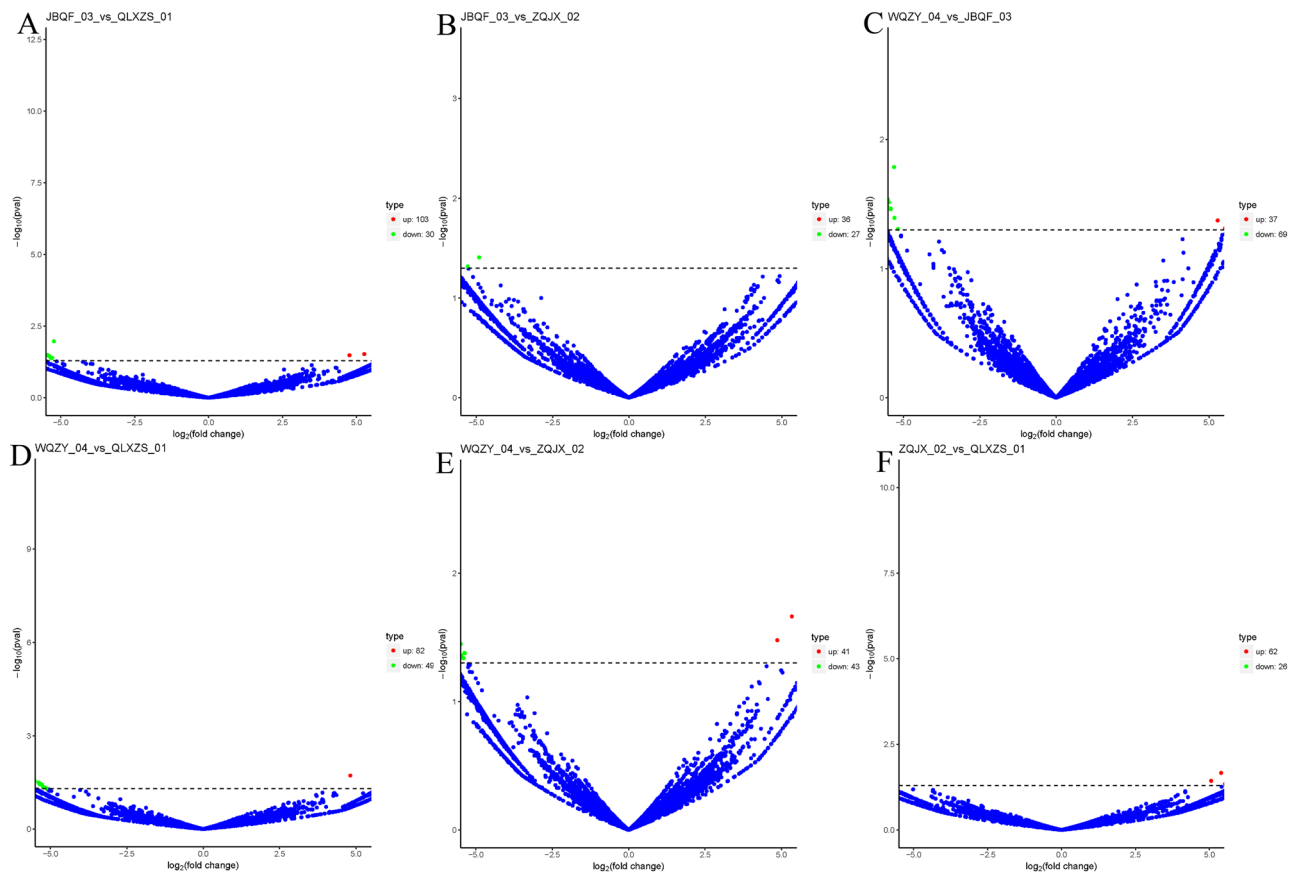 A
JBQF_03_vs_QLXZS_01
12.5
10.0
7.5
5.0
2.5
0.0
−log10(pval)
−5.0
−2.5
0.0
2.5
5.0
log2(fold change)
type
up: 103
down: 30
B
JBQF_03_vs_ZQJX_02
3
2
1
0
−log10(pval)
−5.0
−2.5
0.0
2.5
5.0
log2(fold change)
type
up: 36
down: 27
C
WQZY_04_vs_JBQF_03
2
1
0
−log10(pval)
−5.0
−2.5
0.0
2.5
5.0
log2(fold change)
type
up: 37
down: 69
D
WQZY_04_vs_QLXZS_01
9
6
3
0
−log10(pval)
−5.0
−2.5
0.0
2.5
5.0
log2(fold change)
type
up: 82
down: 49
E
WQZY_04_vs_ZQJX_02
2
1
0
−log10(pval)
−5.0
−2.5
0.0
2.5
5.0
log2(fold change)
type
up: 41
down: 43
F
ZQJX_02_vs_QLXZS_01
10.0
7.5
5.0
2.5
0.0
−log10(pval)
−5.0
−2.5
0.0
2.5
5.0
log2(fold change)
type
up: 62
down: 26